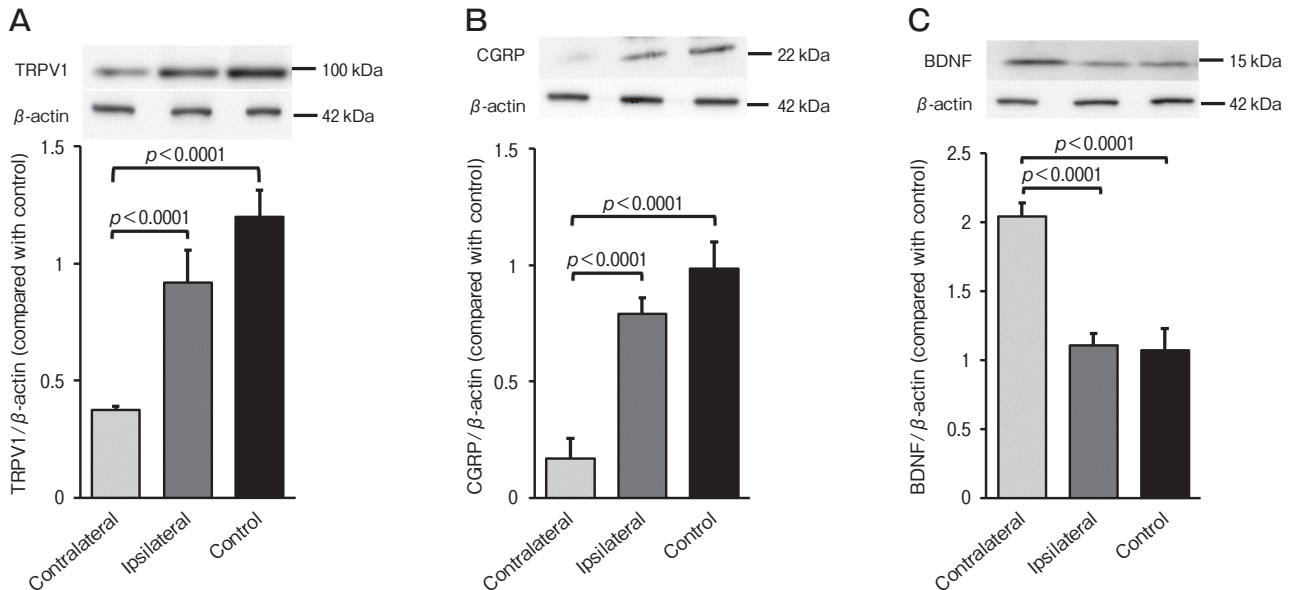 A
TRPV1
100 kDa
β-actin
42 kDa
TRPV1/β-actin (compared with control)
1.5
1
0.5
0
p<0.0001
p<0.0001
Contralateral
Ipsilateral
Control
B
CGRP
22 kDa
β-actin
42 kDa
CGRP/β-actin (compared with control)
1.5
1
0.5
0
p<0.0001
p<0.0001
Contralateral
Ipsilateral
Control
C
BDNF
15 kDa
β-actin
42 kDa
BDNF/β-actin (compared with control)
2.5
2
1.5
1
0.5
0
p<0.0001
p<0.0001
Contralateral
Ipsilateral
Control